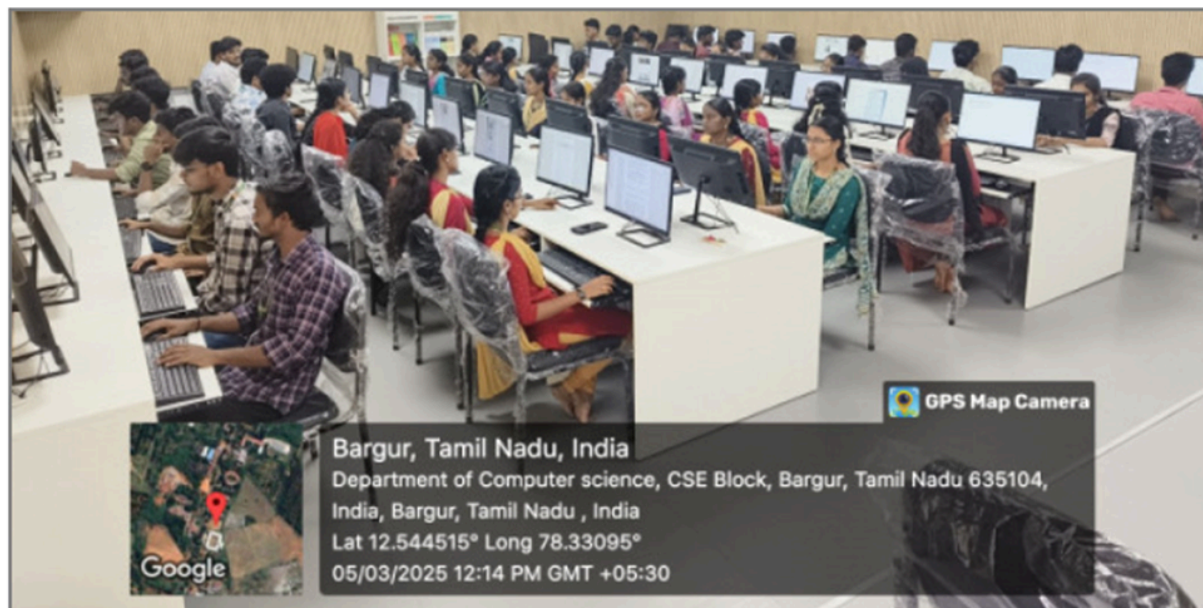 GPS Map Camera
Bargur, Tamil Nadu, India
Department of Computer science, CSE Block, Bargur, Tamil Nadu 635104,
India, Bargur, Tamil Nadu , India
Lat 12.544515° Long 78.33095°
05/03/2025 12:14 PM GMT +05:30
Google